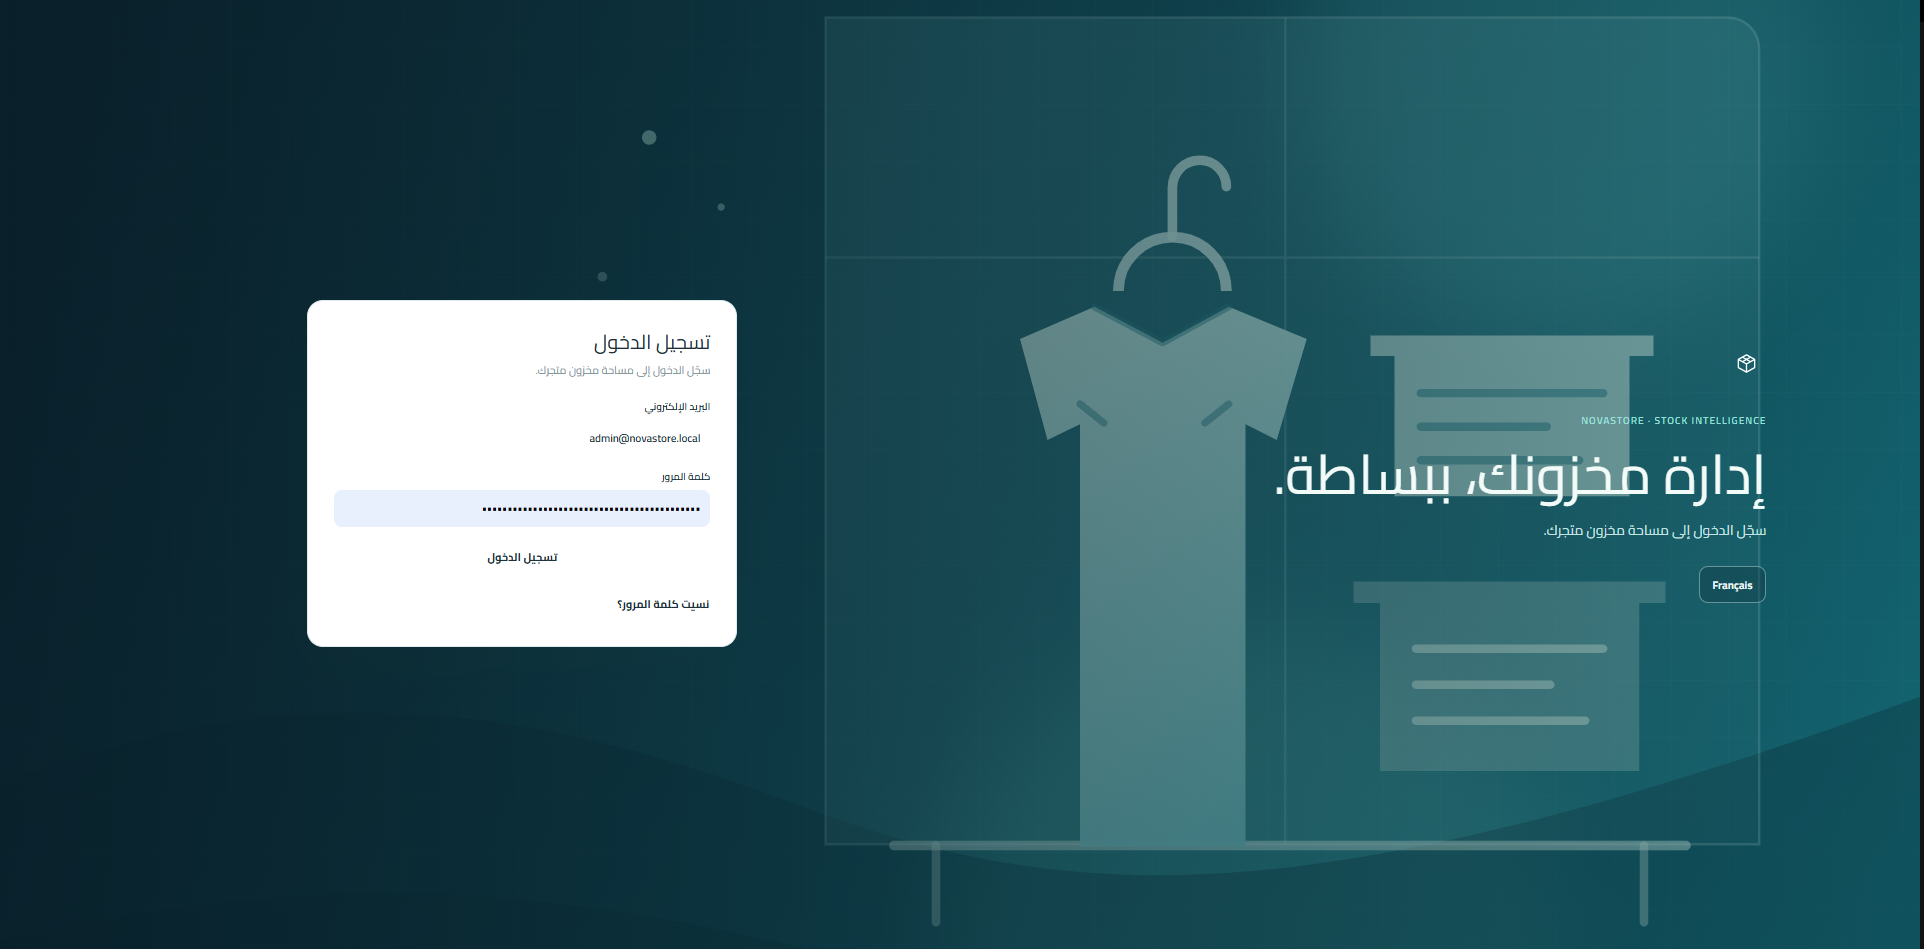 NOVASTORE · STOCK INTELLIGENCE
إدارة مخزونك، ببساطة.
سجّل الدخول إلى مساحة مخزون متجرك.
Français
تسجيل الدخول
سجّل الدخول إلى مساحة مخزون متجرك.
البريد الإلكتروني
admin@novastore.local
كلمة المرور
تسجيل الدخول
نسيت كلمة المرور؟